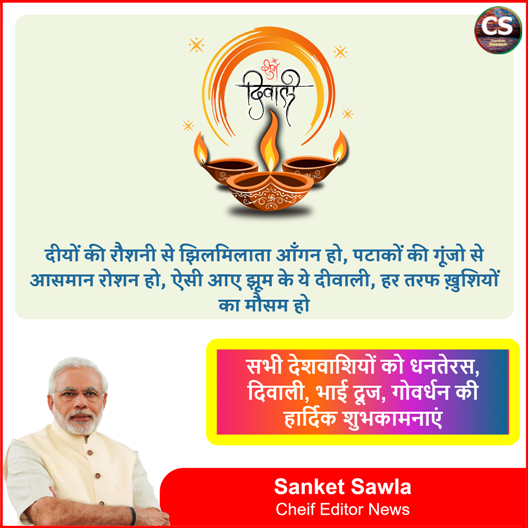 CS
शुभ
दिवाली
दीयों की रौशनी से झिलमिलाता आँगन हो, पटाकों की गूंजो से
आसमान रोशन हो, ऐसी आए झूम के ये दीवाली, हर तरफ ख़ुशियों
का मौसम हो
सभी देशवाशियों को धनतेरस,
दिवाली, भाई दूज, गोवर्धन की
हार्दिक शुभकामनाएं
Sanket Sawla
Cheif Editor News